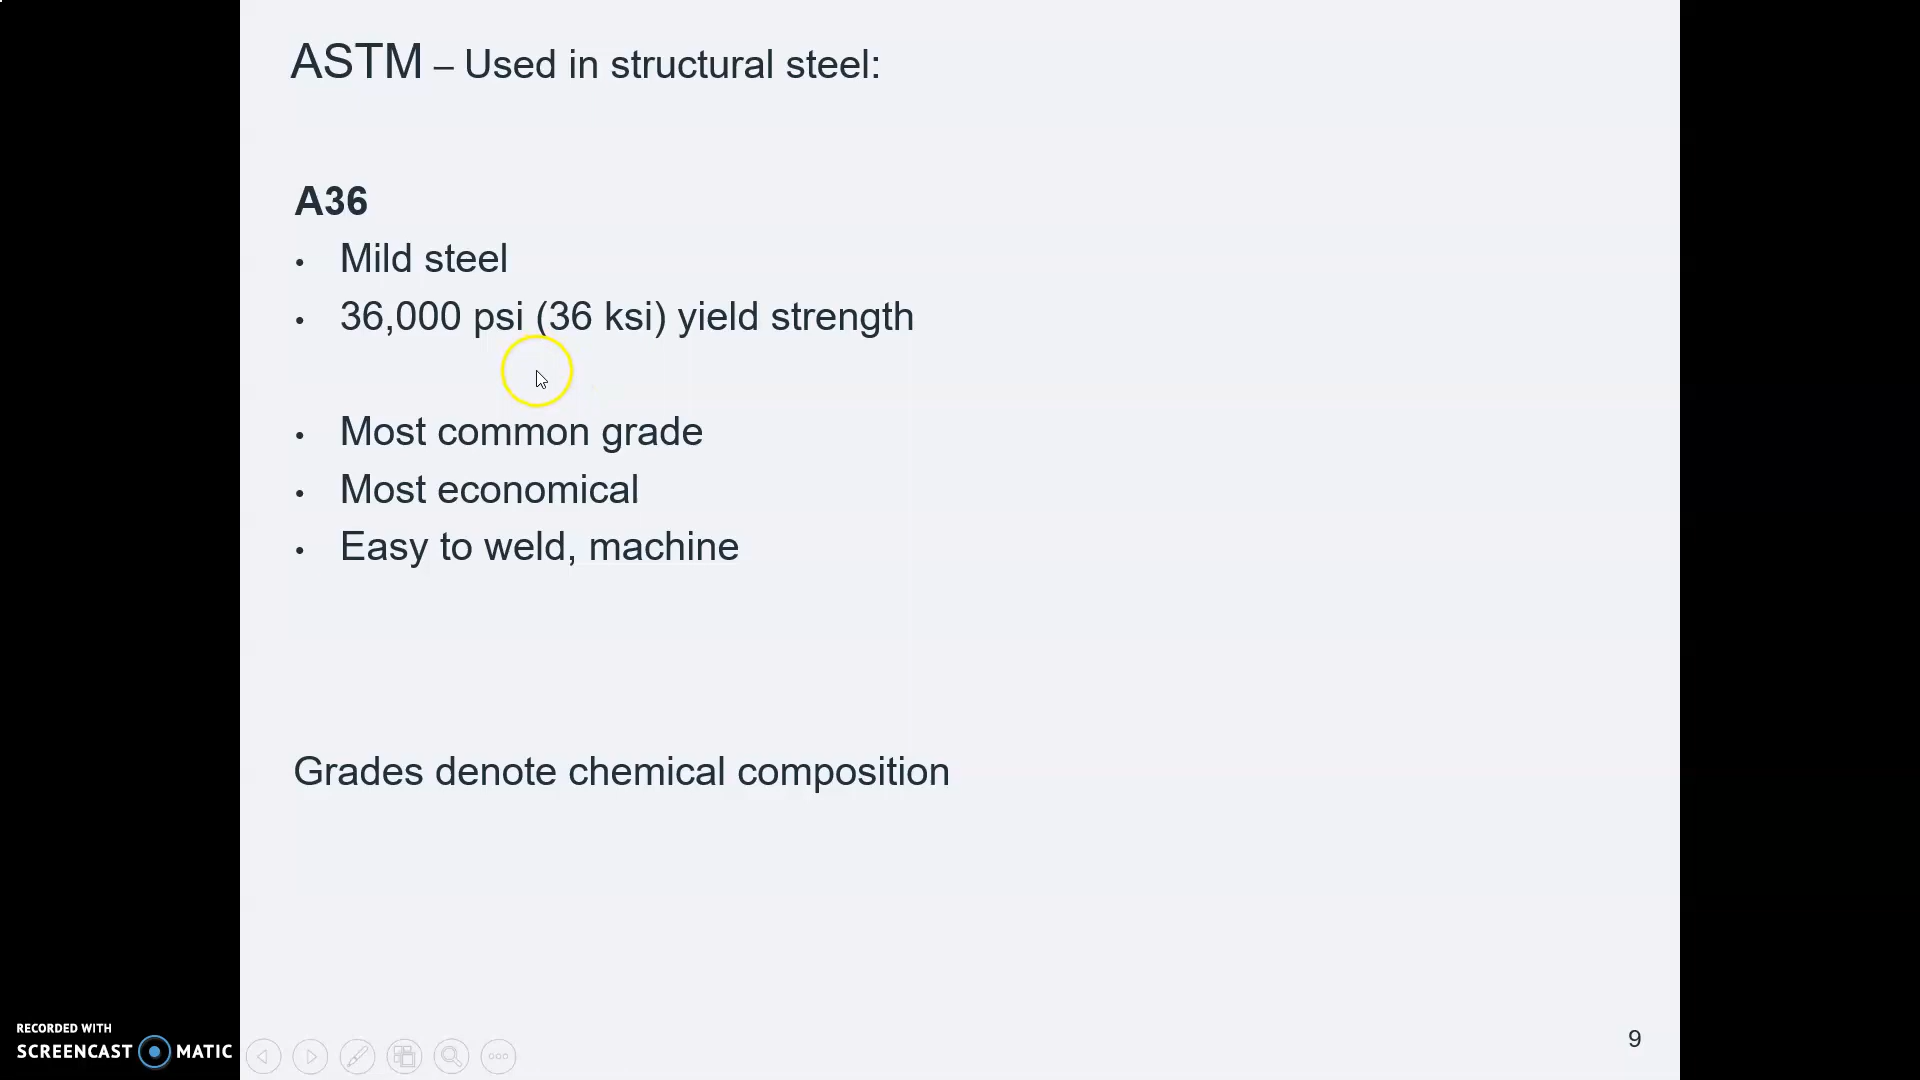 ASTM – Used in structural steel:
A36
• Mild steel
• 36,000 psi (36 ksi) yield strength
• Most common grade
• Most economical
• Easy to weld, machine
Grades denote chemical composition
9
RECORDED WITH
SCREENCAST MATIC